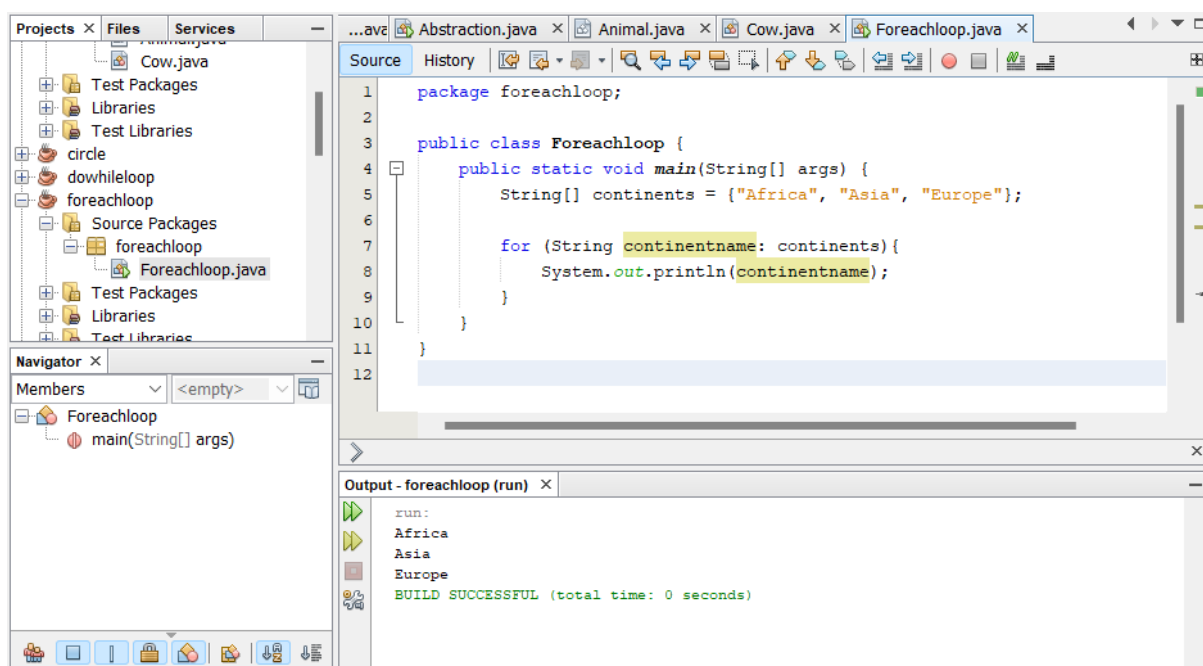 Projects Files Services
Cow.java
Test Packages
Libraries
Test Libraries
circle
dowhileloop
foreachloop
Source Packages
foreachloop
Foreachloop.java
Test Packages
Libraries
Test Libraries
Navigator
Members <empty>
Foreachloop
main(String[] args)
...ava Abstraction.java Animal.java Cow.java Foreachloop.java
Source History
1 package foreachloop;
2
3 public class Foreachloop {
4 public static void main(String[] args) {
5 String[] continents = {"Africa", "Asia", "Europe"};
6
7 for (String continentname: continents){
8 System.out.println(continentname);
9 }
10 }
11 }
12
Output - foreachloop (run)
run:
Africa
Asia
Europe
BUILD SUCCESSFUL (total time: 0 seconds)